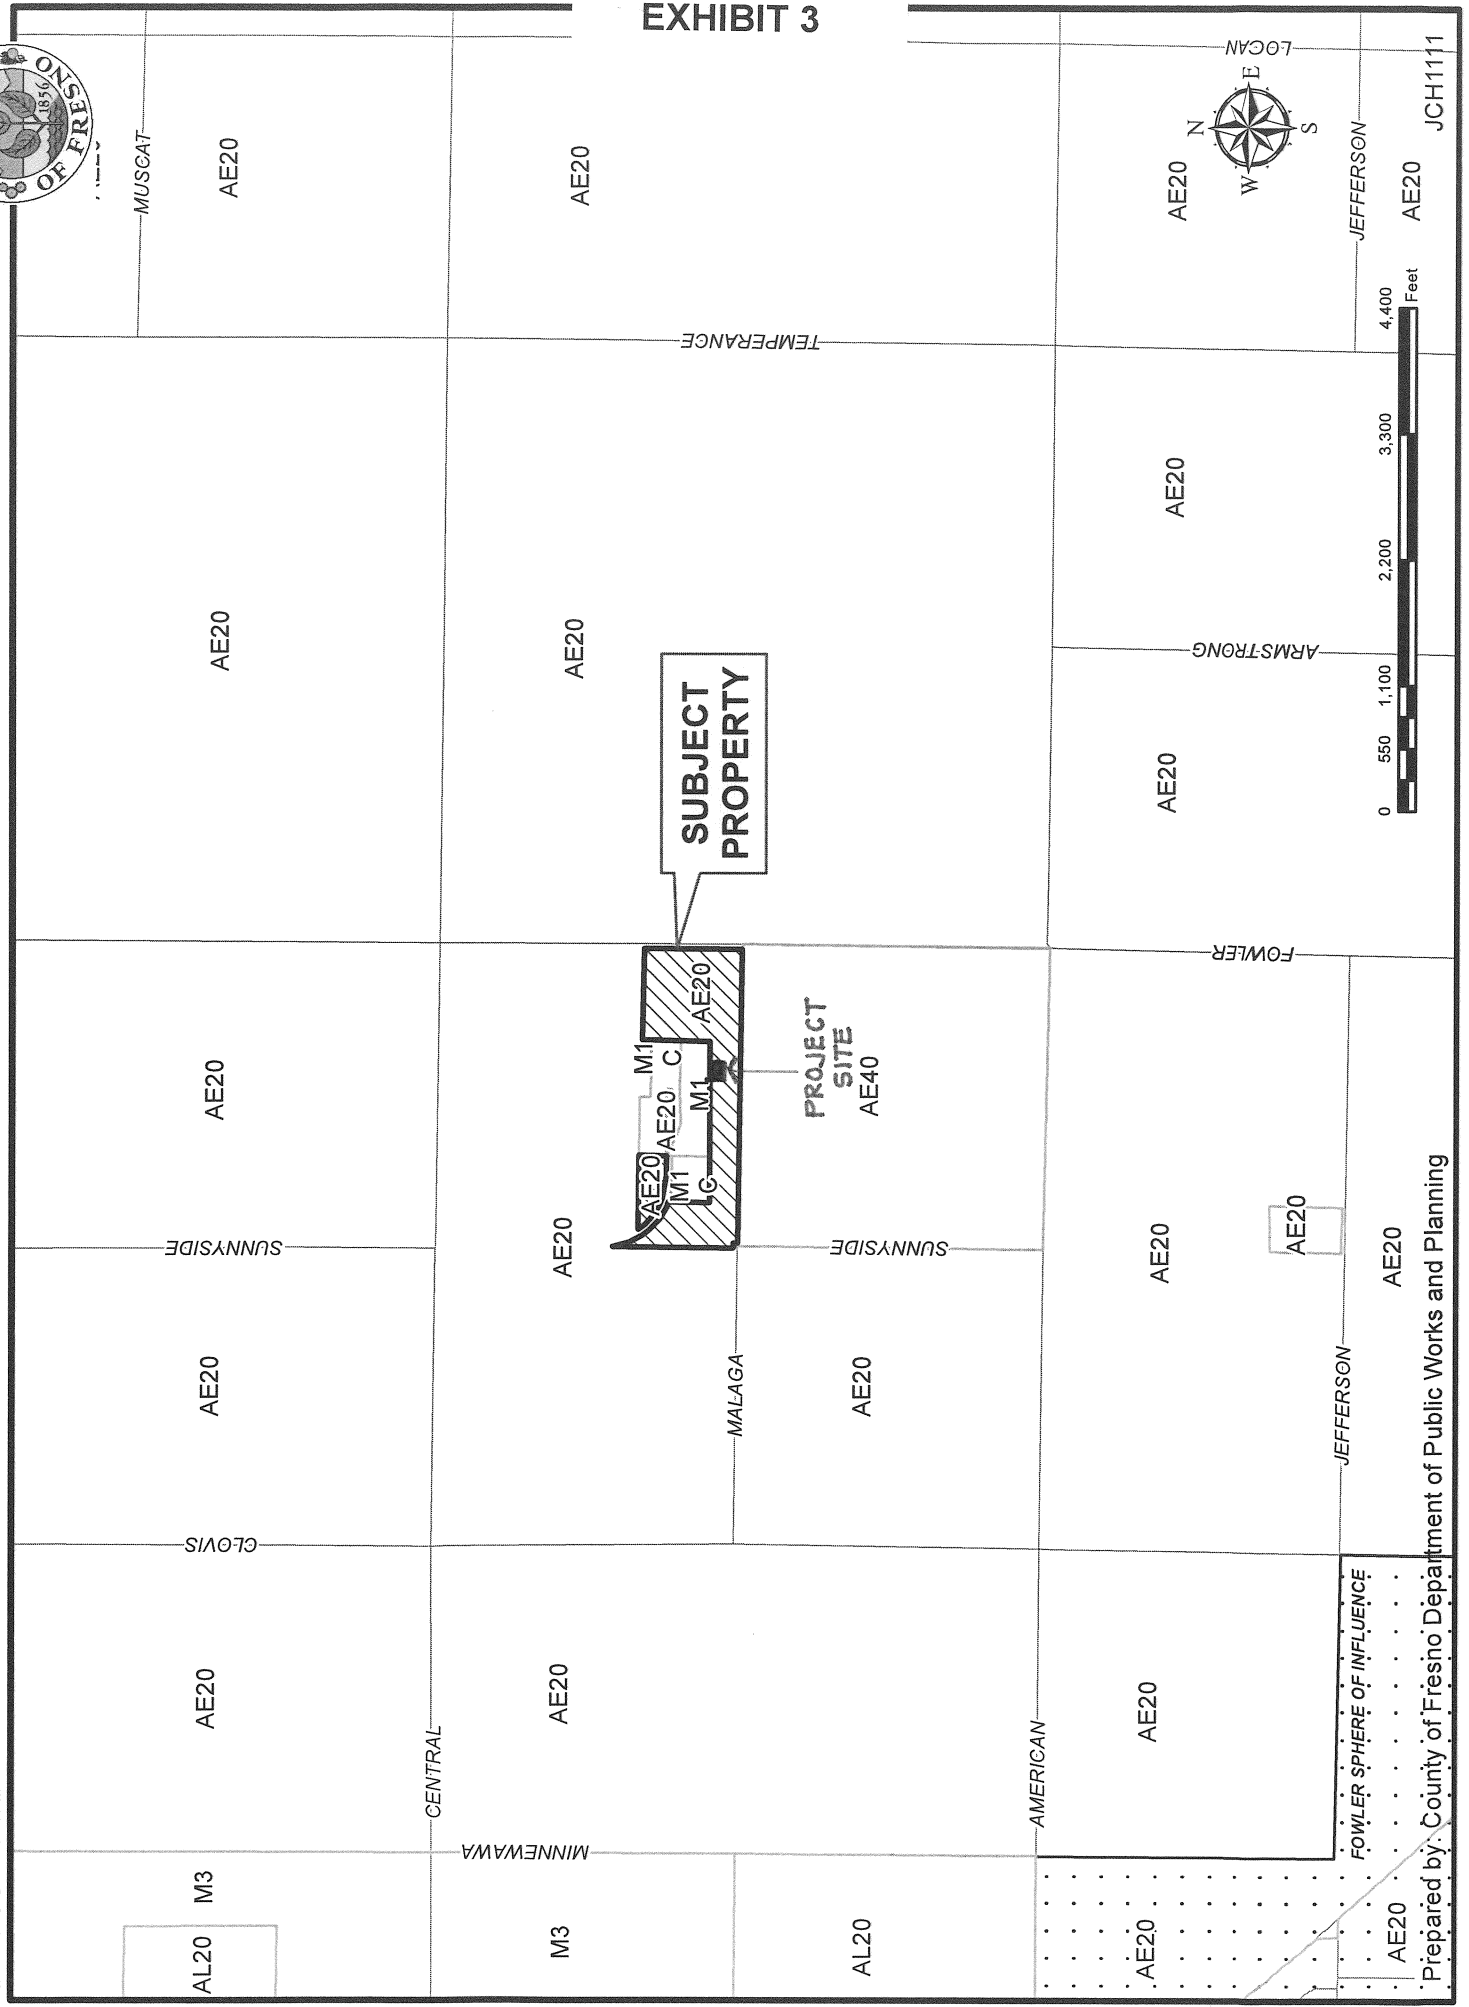 EXHIBIT 3
OF FRESNO
1856
MUSCAT
LOCAN
AE20
AE20
AE20
AE20
N
E
S
W
JEFFERSON
JCH1111
TEMPERANCE
AE20
AE20
AE20
ARMSTRONG
AE20
SUBJECT
PROPERTY
0
550
1,100
2,200
3,300
4,400
Feet
FOWLER
AE20
AE20
M1
C
AE20
M1
AE20
M1
C
PROJECT
SITE
AE40
SUNNYSIDE
AE20
SUNNYSIDE
AE20
AE20
AE20
AE20
MALAGA
AE20
JEFFERSON
CLOVIS
AE20
AE20
AE20
CENTRAL
AMERICAN
FOWLER SPHERE OF INFLUENCE
MINNEWAWA
M3
AL20
M3
AL20
AE20
AE20
Prepared by: County of Fresno Department of Public Works and Planning